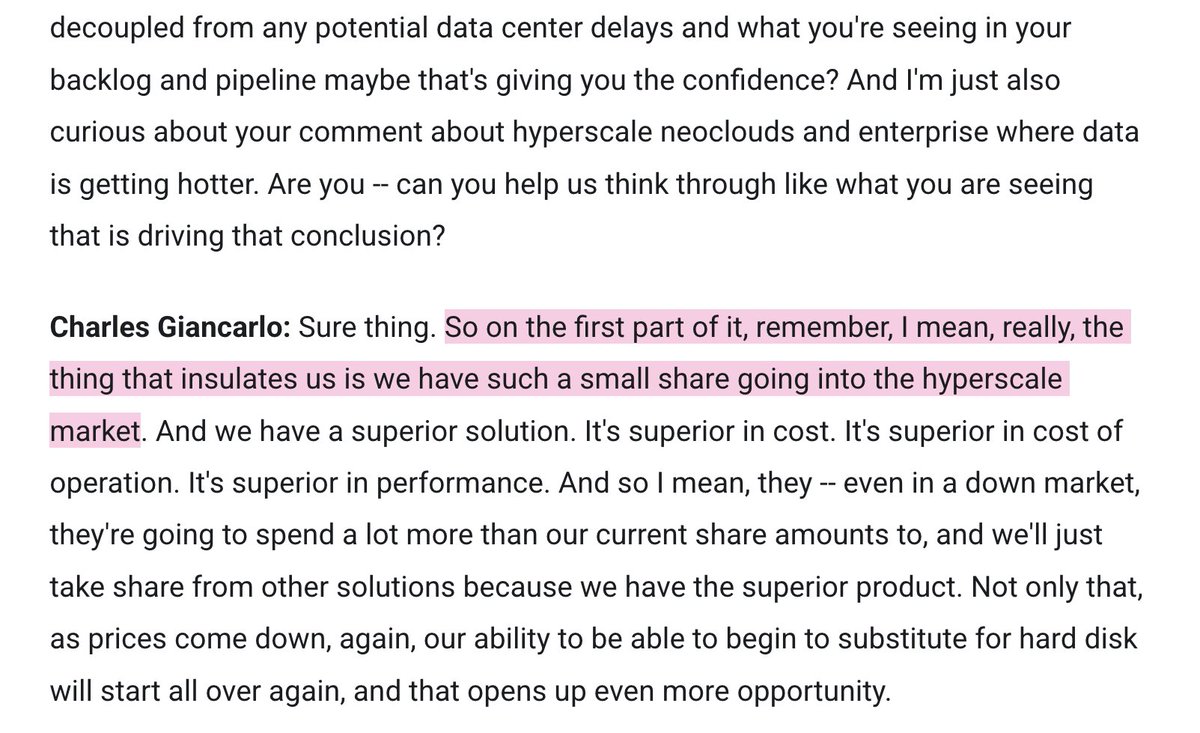 decoupled from any potential data center delays and what you're seeing in your
backlog and pipeline maybe that's giving you the confidence? And I'm just also
curious about your comment about hyperscale neoclouds and enterprise where data
is getting hotter. Are you -- can you help us think through like what you are seeing
that is driving that conclusion?
Charles Giancarlo: Sure thing. So on the first part of it, remember, I mean, really, the
thing that insulates us is we have such a small share going into the hyperscale
market. And we have a superior solution. It's superior in cost. It's superior in cost of
operation. It's superior in performance. And so I mean, they -- even in a down market,
they're going to spend a lot more than our current share amounts to, and we'll just
take share from other solutions because we have the superior product. Not only that,
as prices come down, again, our ability to be able to begin to substitute for hard disk
will start all over again, and that opens up even more opportunity.